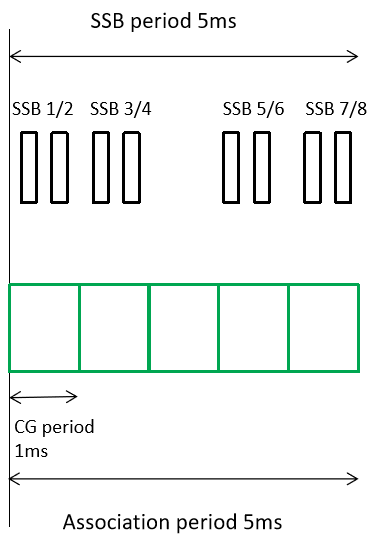 SSB period 5ms
SSB 1/2 SSB 3/4 SSB 5/6 SSB 7/8
CG period
1ms
Association period 5ms